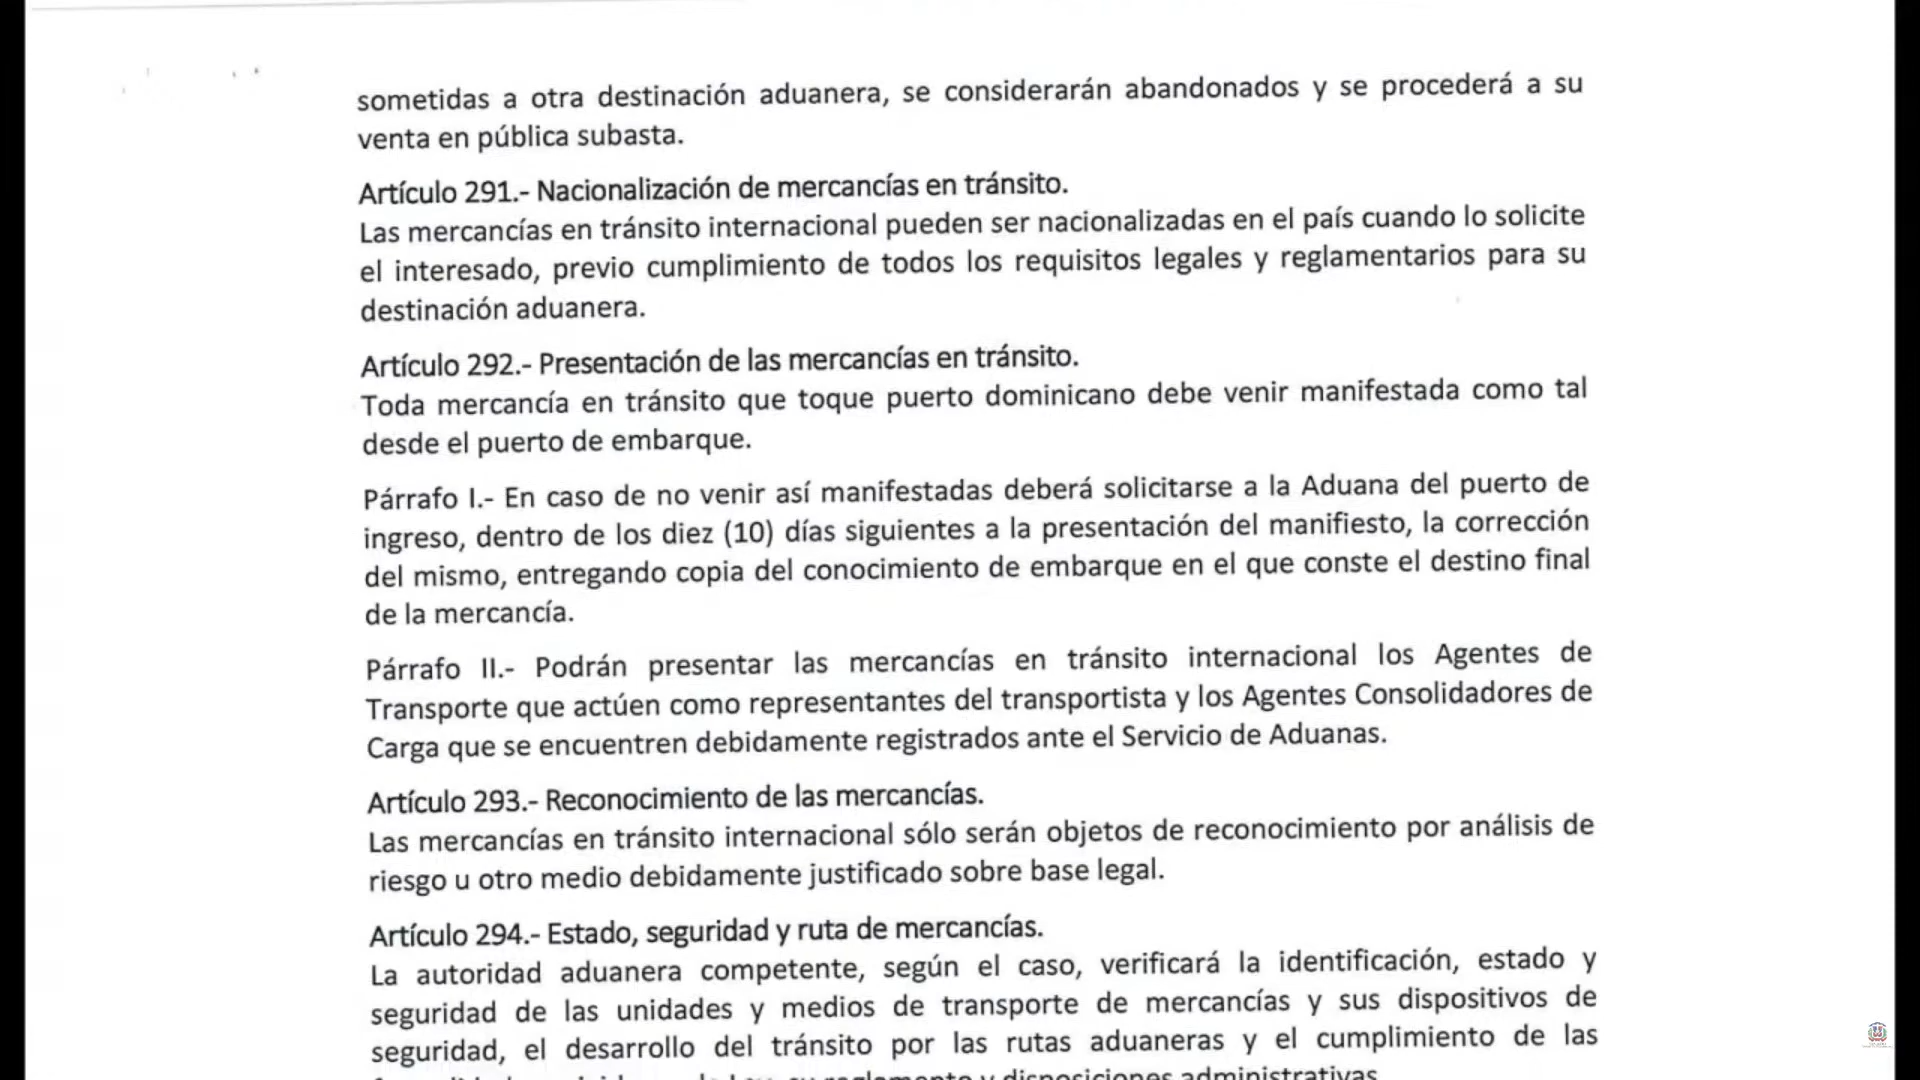 sometidas a otra destinación aduanera, se considerarán abandonados y se procederá a su
venta en pública subasta.
Artículo 291.- Nacionalización de mercancías en tránsito.
Las mercancías en tránsito internacional pueden ser nacionalizadas en el país cuando lo solicite
el interesado, previo cumplimiento de todos los requisitos legales y reglamentarios para su
destinación aduanera.
Artículo 292.- Presentación de las mercancías en tránsito.
Toda mercancía en tránsito que toque puerto dominicano debe venir manifestada como tal
desde el puerto de embarque.
Párrafo I.- En caso de no venir así manifestadas deberá solicitarse a la Aduana del puerto de
ingreso, dentro de los diez (10) días siguientes a la presentación del manifiesto, la corrección
del mismo, entregando copia del conocimiento de embarque en el que conste el destino final
de la mercancía.
Párrafo II.- Podrán presentar las mercancías en tránsito internacional los Agentes de
Transporte que actúen como representantes del transportista y los Agentes Consolidadores de
Carga que se encuentren debidamente registrados ante el Servicio de Aduanas.
Artículo 293.- Reconocimiento de las mercancías.
Las mercancías en tránsito internacional sólo serán objetos de reconocimiento por análisis de
riesgo u otro medio debidamente justificado sobre base legal.
Artículo 294.- Estado, seguridad y ruta de mercancías.
La autoridad aduanera competente, según el caso, verificará la identificación, estado y
seguridad de las unidades y medios de transporte de mercancías y sus dispositivos de
seguridad, el desarrollo del tránsito por las rutas aduaneras y el cumplimiento de las
reglamento y disposiciones administrativas